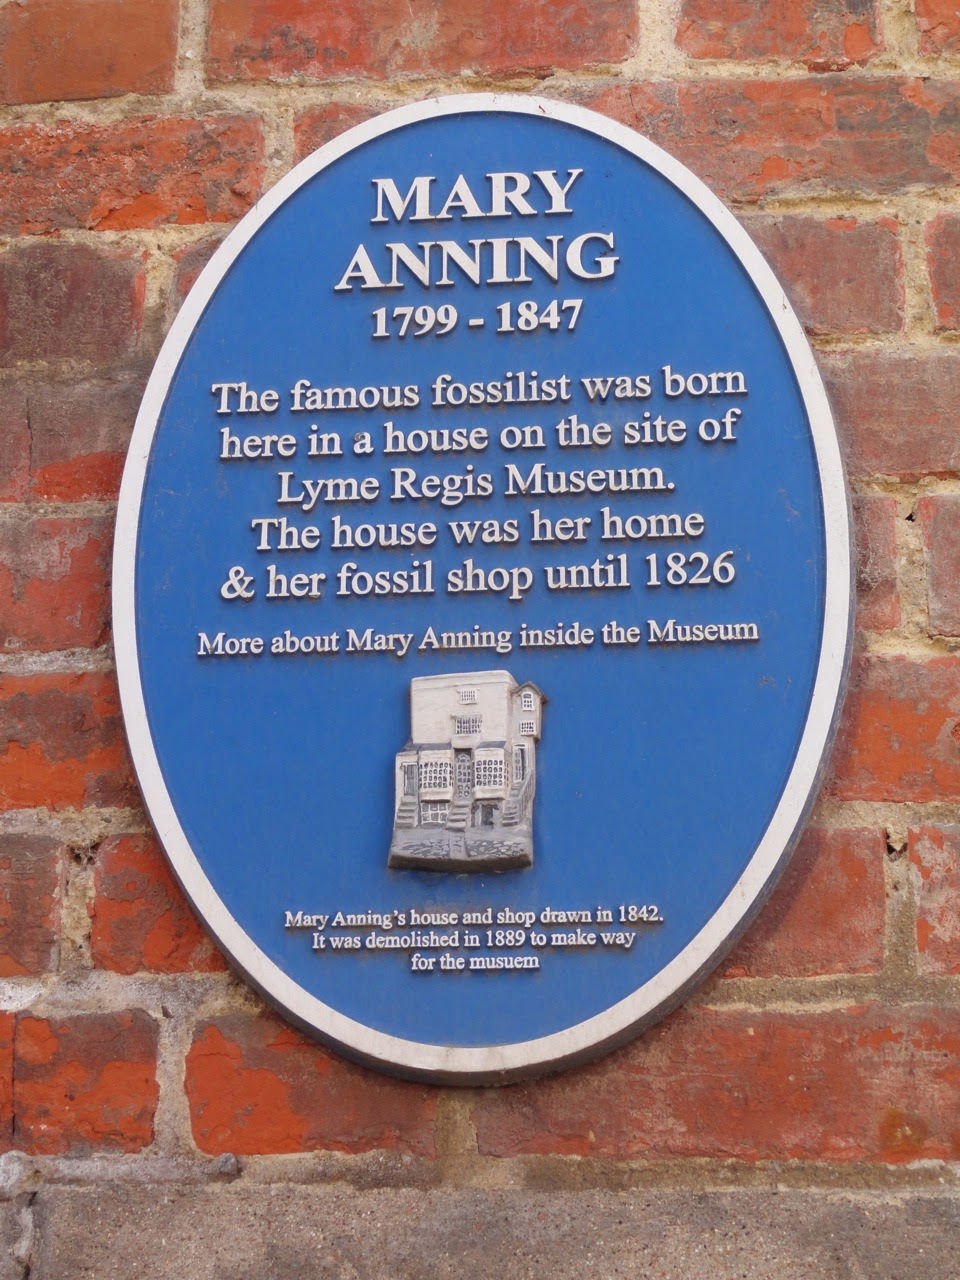 MARY
ANNING
1799 - 1847
The famous fossilist was born
here in a house on the site of
Lyme Regis Museum.
The house was her home
& her fossil shop until 1826
More about Mary Anning inside the Museum
Mary Anning's house and shop drawn in 1842.
It was demolished in 1889 to make way
for the musuem